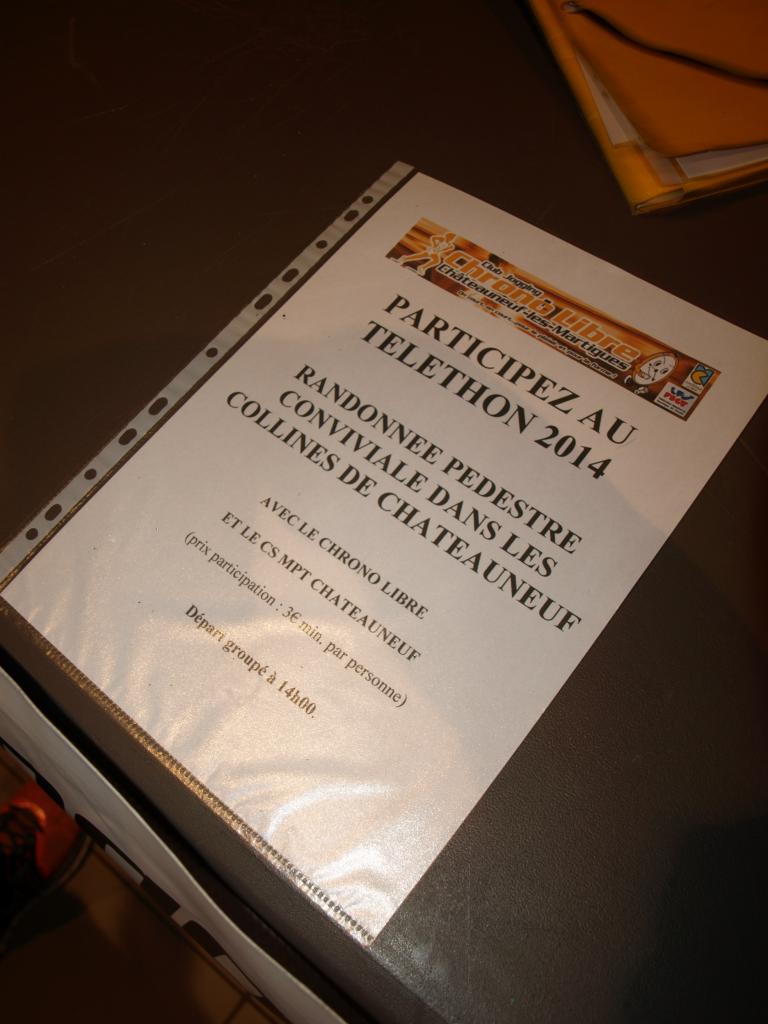 Club Jogging
Chrono Libre
Châteauneuf-les-Martigues
PARTICIPEZ AU
TELETHON 2014
RANDONNEE PEDESTRE
CONVIVIALE DANS LES
COLLINES DE CHATEAUNEUF
AVEC LE CHRONO LIBRE
ET LE CS MPT CHATEAUNEUF
(prix participation : 3€ min. par personne)
Départ groupé à 14h00.